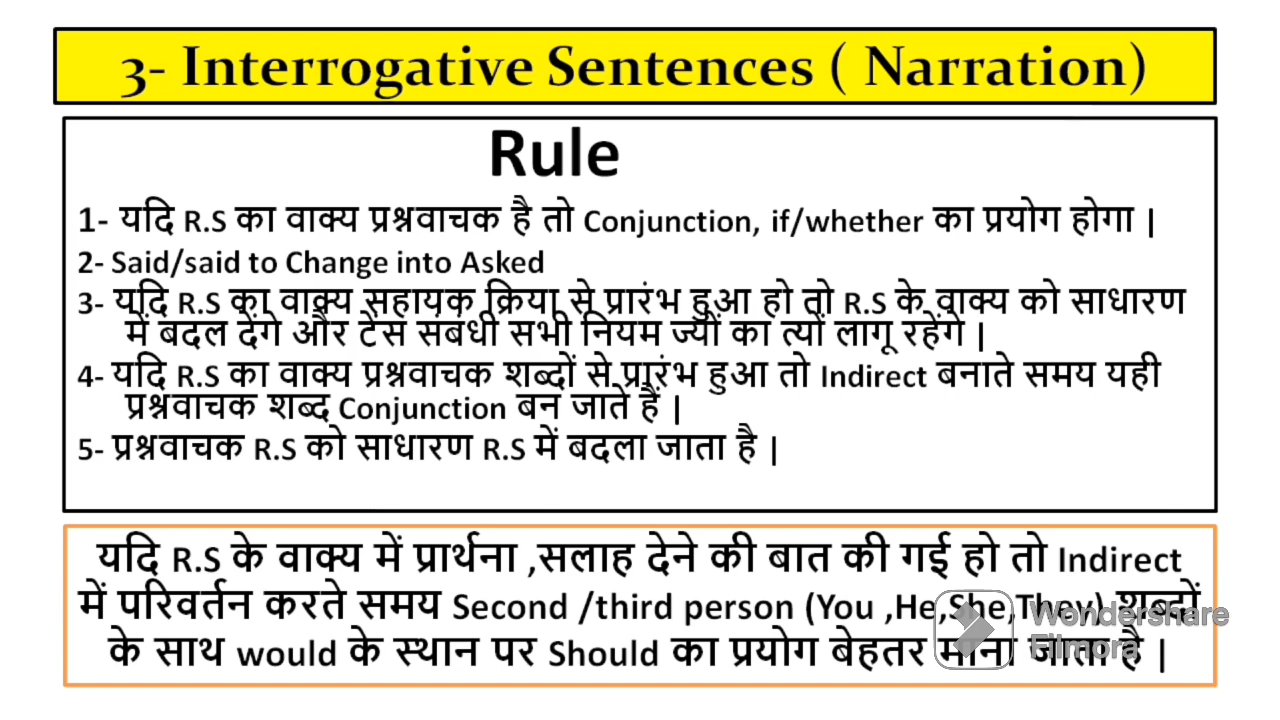 3- Interrogative Sentences ( Narration)
Rule
1- यदि R.S का वाक्य प्रश्नवाचक है तो Conjunction, if/whether का प्रयोग होगा |
2- Said/said to Change into Asked
3- यदि R.S का वाक्य सहायक क्रिया से प्रारंभ हुआ हो तो R.S के वाक्य को साधारण
में बदल देंगे और टेंस संबंधी सभी नियम ज्यों का त्यों लागू रहेंगे |
4- यदि R.S का वाक्य प्रश्नवाचक शब्दों से प्रारंभ हुआ तो Indirect बनाते समय यही
प्रश्नवाचक शब्द Conjunction बन जाते हैं |
5- प्रश्नवाचक R.S को साधारण R.S में बदला जाता है |
यदि R.S के वाक्य में प्रार्थना ,सलाह देने की बात की गई हो तो Indirect
में परिवर्तन करते समय Second /third person (You ,He,She,They) शब्दों
के साथ would के स्थान पर Should का प्रयोग बेहतर माना जाता है |
Wondershare
Filmora